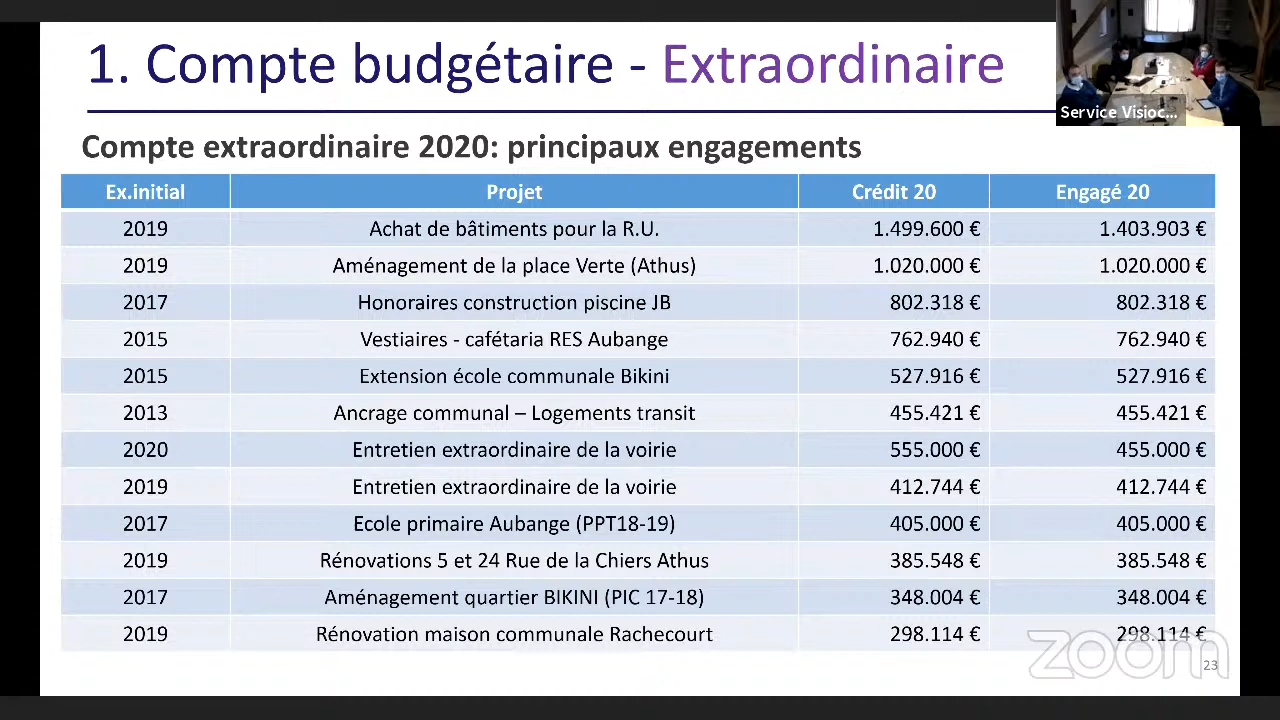 1. Compte budgétaire - Extraordinaire
Service Visioc...
Compte extraordinaire 2020: principaux engagements
Ex.initial Projet Crédit 20 Engagé 20
2019 Achat de bâtiments pour la R.U. 1.499.600 € 1.403.903 €
2019 Aménagement de la place Verte (Athus) 1.020.000 € 1.020.000 €
2017 Honoraires construction piscine JB 802.318 € 802.318 €
2015 Vestiaires - cafétaria RES Aubange 762.940 € 762.940 €
2015 Extension école communale Bikini 527.916 € 527.916 €
2013 Ancrage communal – Logements transit 455.421 € 455.421 €
2020 Entretien extraordinaire de la voirie 555.000 € 455.000 €
2019 Entretien extraordinaire de la voirie 412.744 € 412.744 €
2017 Ecole primaire Aubange (PPT18-19) 405.000 € 405.000 €
2019 Rénovations 5 et 24 Rue de la Chiers Athus 385.548 € 385.548 €
2017 Aménagement quartier BIKINI (PIC 17-18) 348.004 € 348.004 €
2019 Rénovation maison communale Rachecourt 298.114 € 298.114 €
zoom
23